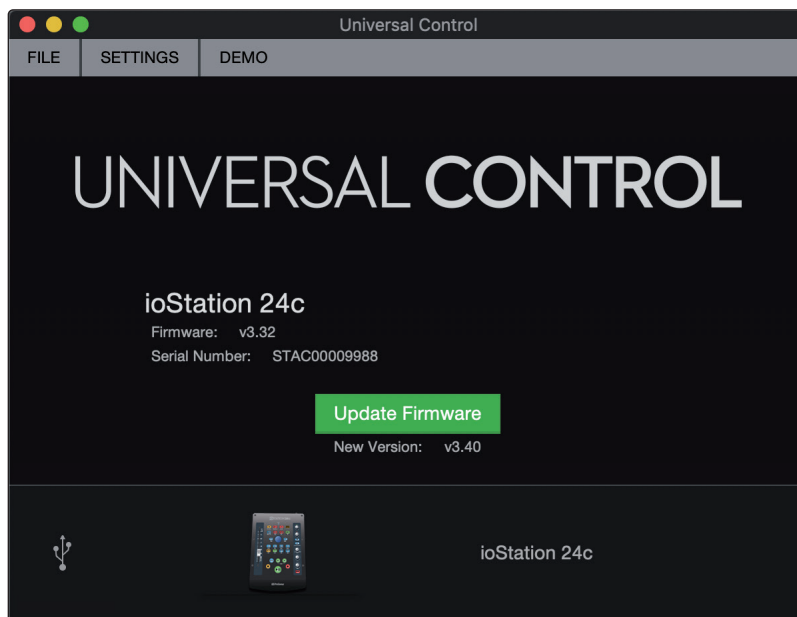 Universal Control
FILE SETTINGS DEMO
UNIVERSAL CONTROL
ioStation 24c
Firmware: v3.32
Serial Number: STAC00009988
Update Firmware
New Version: v3.40
ioStation 24c